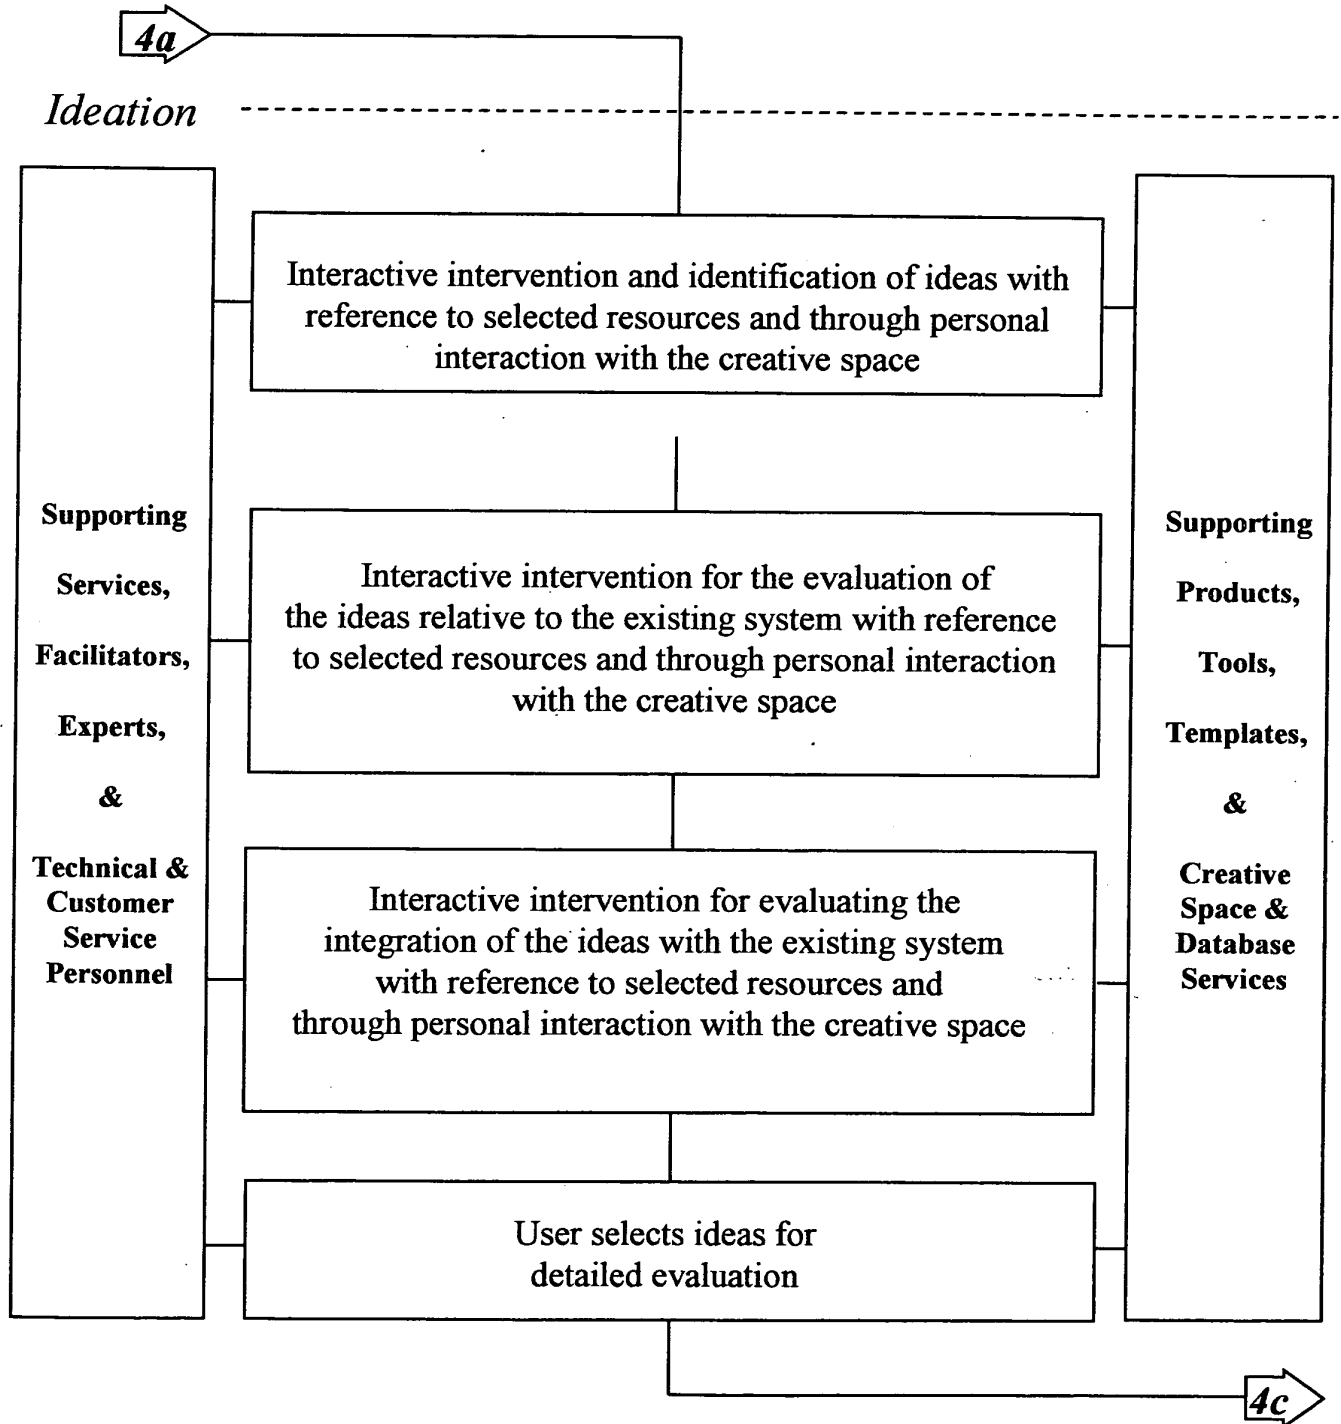 4a
Ideation
Supporting
Services,
Facilitators,
Experts,
&
Technical &
Customer
Service
Personnel
Interactive intervention and identification of ideas with
reference to selected resources and through personal
interaction with the creative space
Interactive intervention for the evaluation of
the ideas relative to the existing system with reference
to selected resources and through personal interaction
with the creative space
Interactive intervention for evaluating the
integration of the ideas with the existing system
with reference to selected resources and
through personal interaction with the creative space
User selects ideas for
detailed evaluation
Supporting
Products,
Tools,
Templates,
&
Creative
Space &
Database
Services
4c